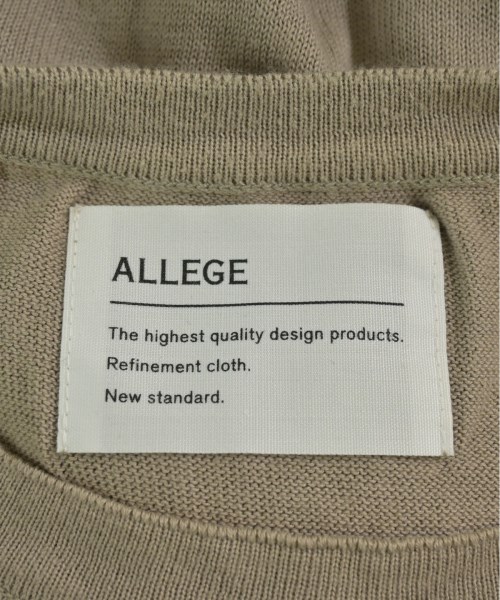 ALLEGE
The highest quality design products.
Refinement cloth.
New standard.